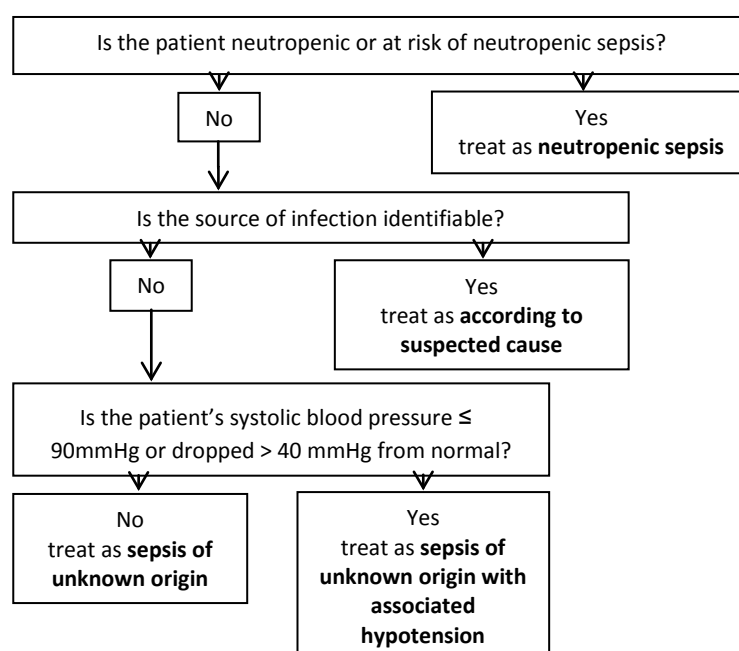 Is the patient neutropenic or at risk of neutropenic sepsis?
No
Yes
treat as neutropenic sepsis
Is the source of infection identifiable?
No
Yes
treat as according to
suspected cause
Is the patient’s systolic blood pressure ≤
90mmHg or dropped > 40 mmHg from normal?
No
treat as sepsis of
unknown origin
Yes
treat as sepsis of
unknown origin with
associated
hypotension